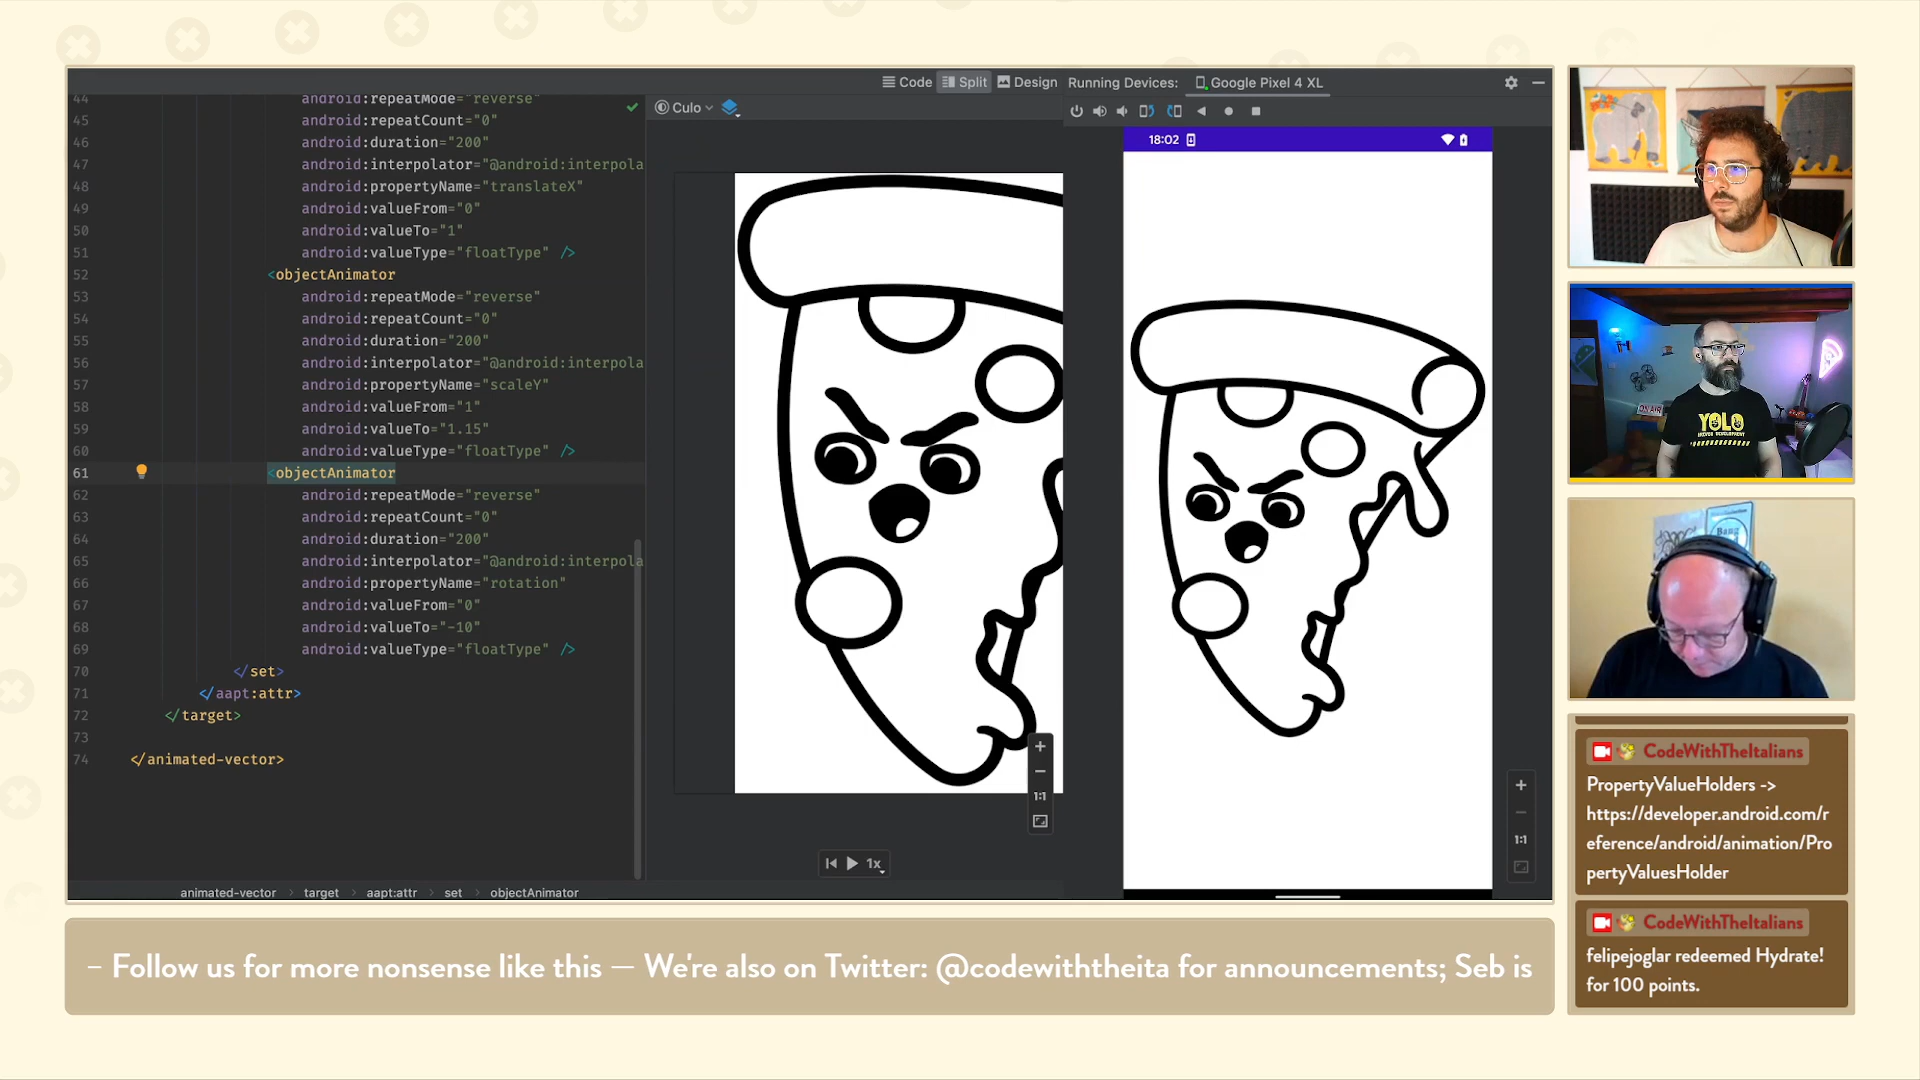 Code Split Design Running Devices: Google Pixel 4 XL
44 android:repeatMode="reverse"
45 android:repeatCount="0"
46 android:duration="200"
47 android:interpolator="@android:interpola
48 android:propertyName="translateX"
49 android:valueFrom="0"
50 android:valueTo="1"
51 android:valueType="floatType" />
52 <objectAnimator
53 android:repeatMode="reverse"
54 android:repeatCount="0"
55 android:duration="200"
56 android:interpolator="@android:interpola
57 android:propertyName="scaleY"
58 android:valueFrom="1"
59 android:valueTo="1.15"
60 android:valueType="floatType" />
61 <objectAnimator
62 android:repeatMode="reverse"
63 android:repeatCount="0"
64 android:duration="200"
65 android:interpolator="@android:interpola
66 android:propertyName="rotation"
67 android:valueFrom="0"
68 android:valueTo="-10"
69 android:valueType="floatType" />
70 </set>
71 </aapt:attr>
72 </target>
73
74 </animated-vector>
animated-vector > target > aapt:attr > set > objectAnimator
Culo
1:1
1x
18:02
1:1
ON AIR
YOLO
CodeWithTheItalians
PropertyValueHolders ->
https://developer.android.com/r
eference/android/animation/Pro
pertyValuesHolder
CodeWithTheItalians
felipejoglar redeemed Hydrate!
for 100 points.
– Follow us for more nonsense like this — We're also on Twitter: @codewiththeita for announcements; Seb is